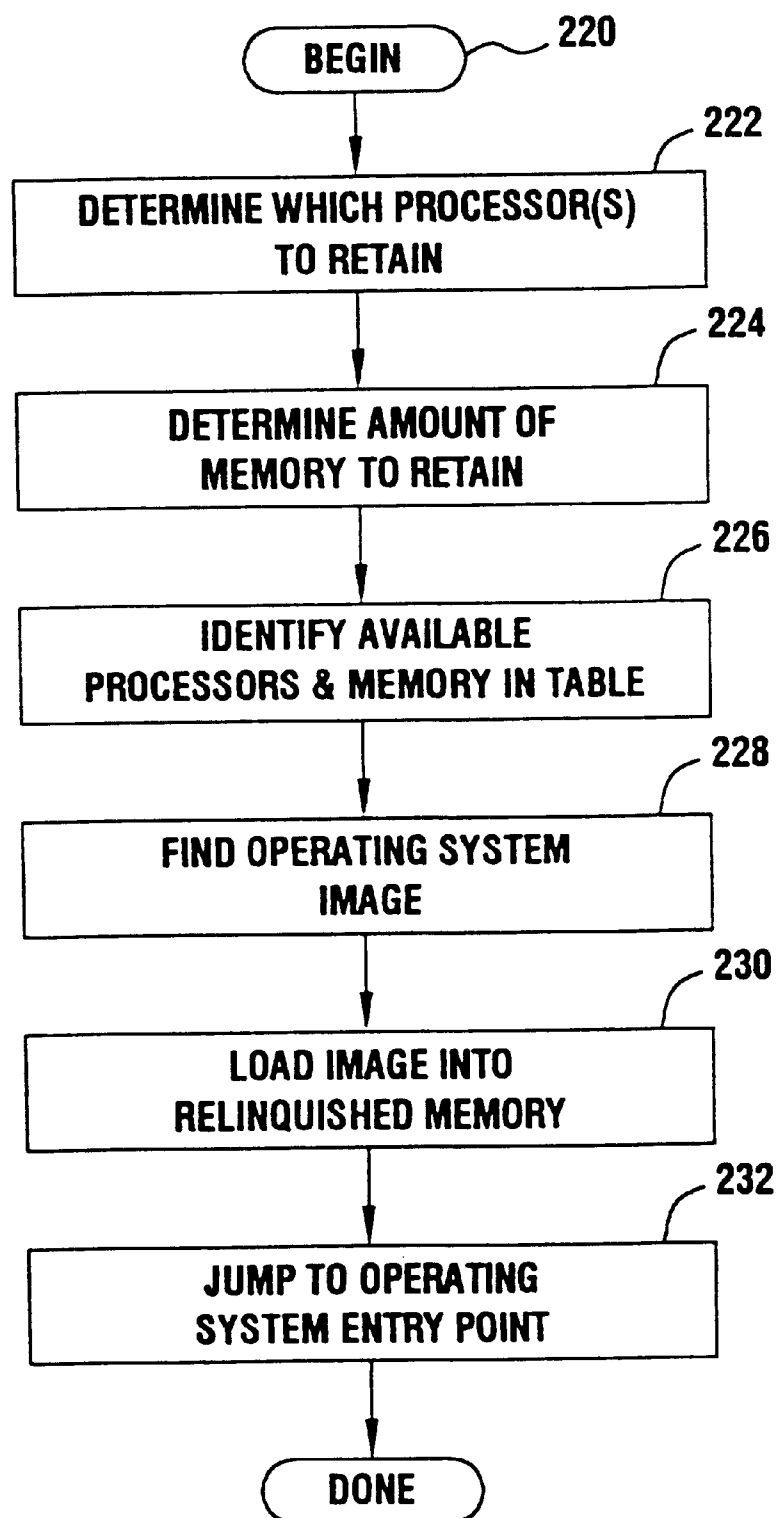 BEGIN
220
222
DETERMINE WHICH PROCESSOR(S)
TO RETAIN
224
DETERMINE AMOUNT OF
MEMORY TO RETAIN
226
IDENTIFY AVAILABLE
PROCESSORS & MEMORY IN TABLE
228
FIND OPERATING SYSTEM
IMAGE
230
LOAD IMAGE INTO
RELINQUISHED MEMORY
232
JUMP TO OPERATING
SYSTEM ENTRY POINT
DONE